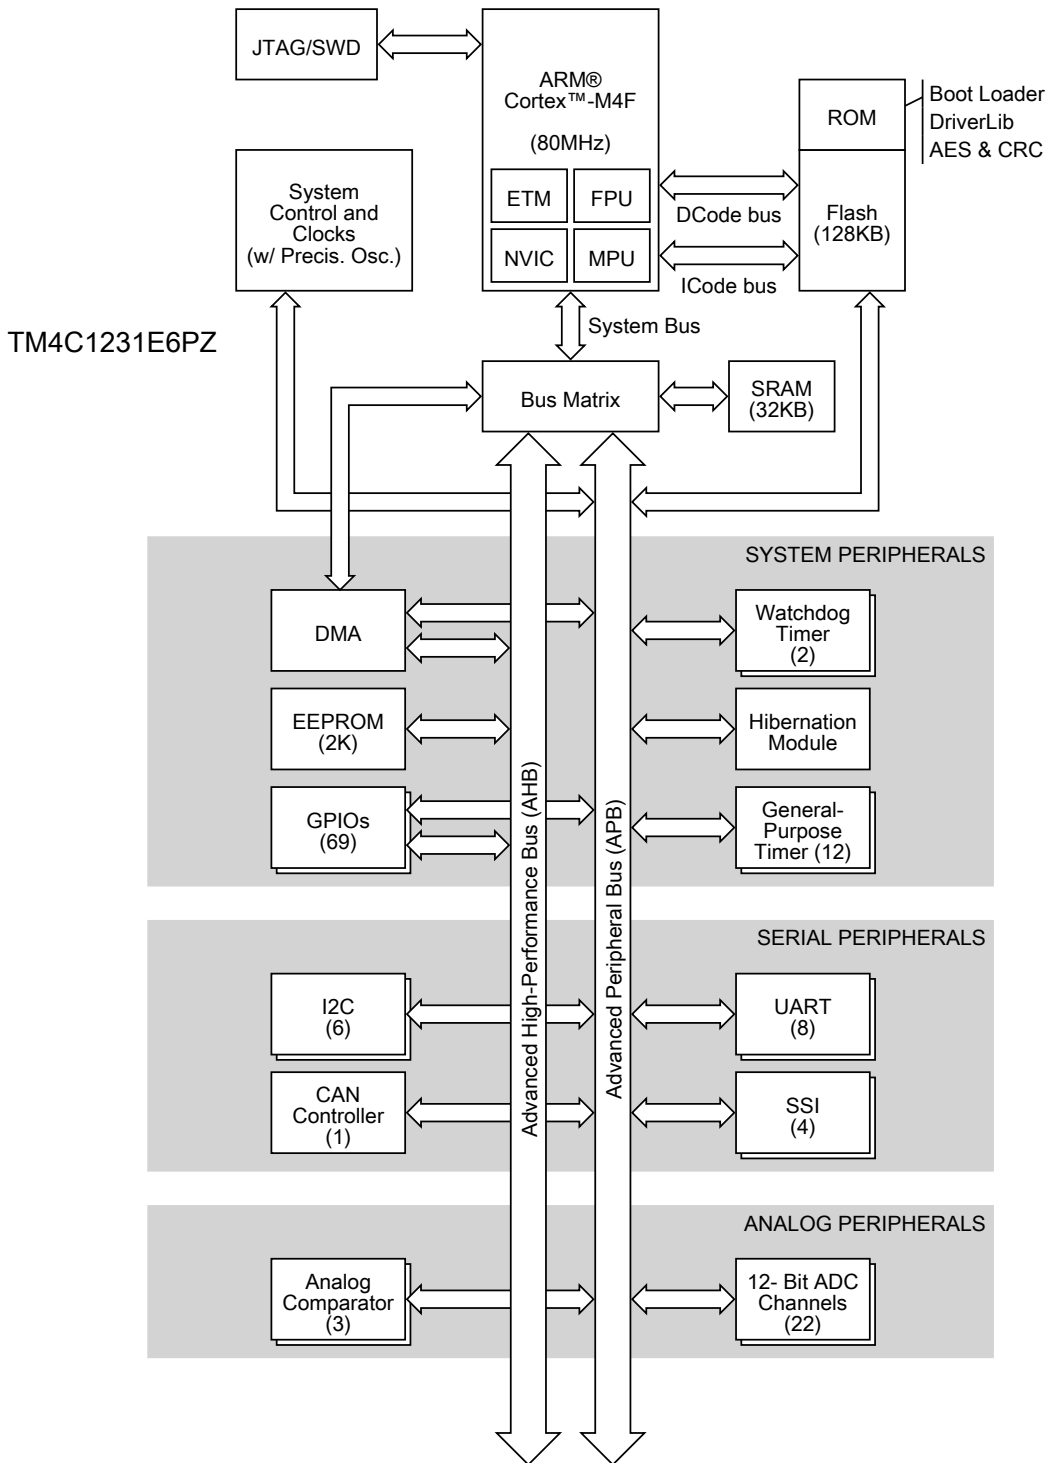 JTAG/SWD
ARM®
Cortex™-M4F
(80MHz)
ETM
FPU
NVIC
MPU
ROM
Boot Loader
DriverLib
AES & CRC
Flash
(128KB)
System
Control and
Clocks
(w/ Precis. Osc.)
DCode bus
ICode bus
TM4C1231E6PZ
System Bus
Bus Matrix
SRAM
(32KB)
SYSTEM PERIPHERALS
DMA
Watchdog
Timer
(2)
EEPROM
(2K)
Hibernation
Module
GPIOs
(69)
General-
Purpose
Timer (12)
Advanced High-Performance Bus (AHB)
Advanced Peripheral Bus (APB)
SERIAL PERIPHERALS
I2C
(6)
UART
(8)
CAN
Controller
(1)
SSI
(4)
ANALOG PERIPHERALS
Analog
Comparator
(3)
12- Bit ADC
Channels
(22)